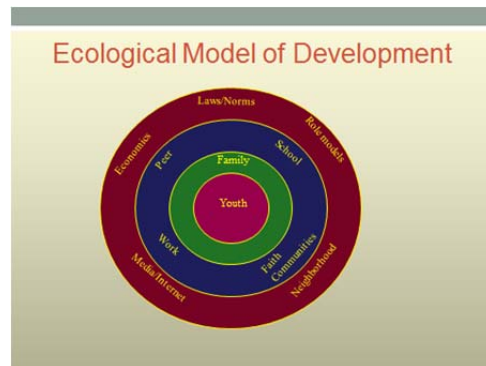 Ecological Model of Development
Laws/Norms
Economics
Role models
Peer
School
Family
Youth
Work
Faith
Communities
Media/Internet
Neighborhood